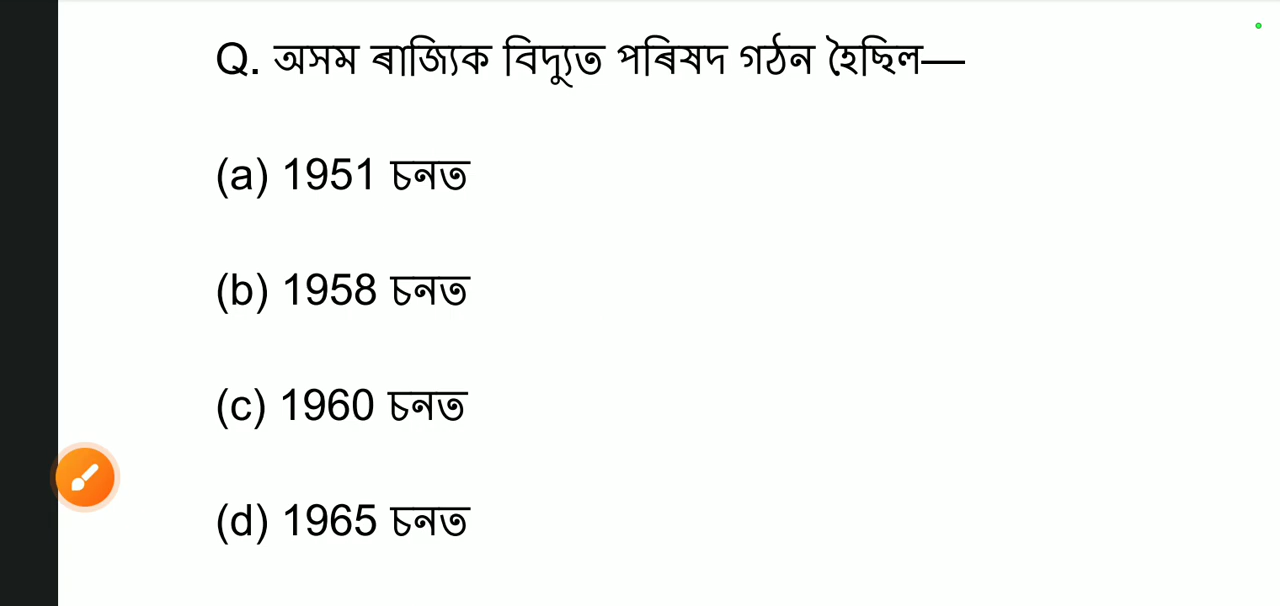 Q. অসম ৰাজ্যিক বিদ্যুত পৰিষদ গঠন হৈছিল—
(a) 1951 চনত
(b) 1958 চনত
(c) 1960 চনত
(d) 1965 চনত